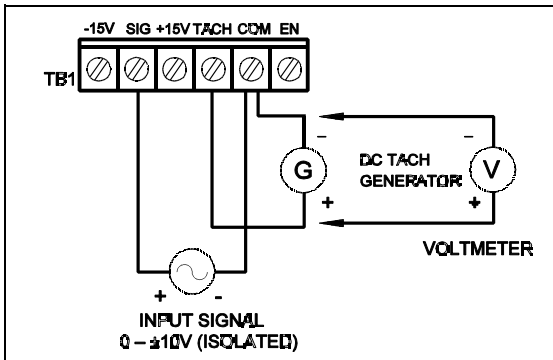 -15V SIG +15V TACH COM EN
TB1
− −
G DC TACH V
GENERATOR
+ +
VOLTMETER
+ -
INPUT SIGNAL
0 – ±10V (ISOLATED)